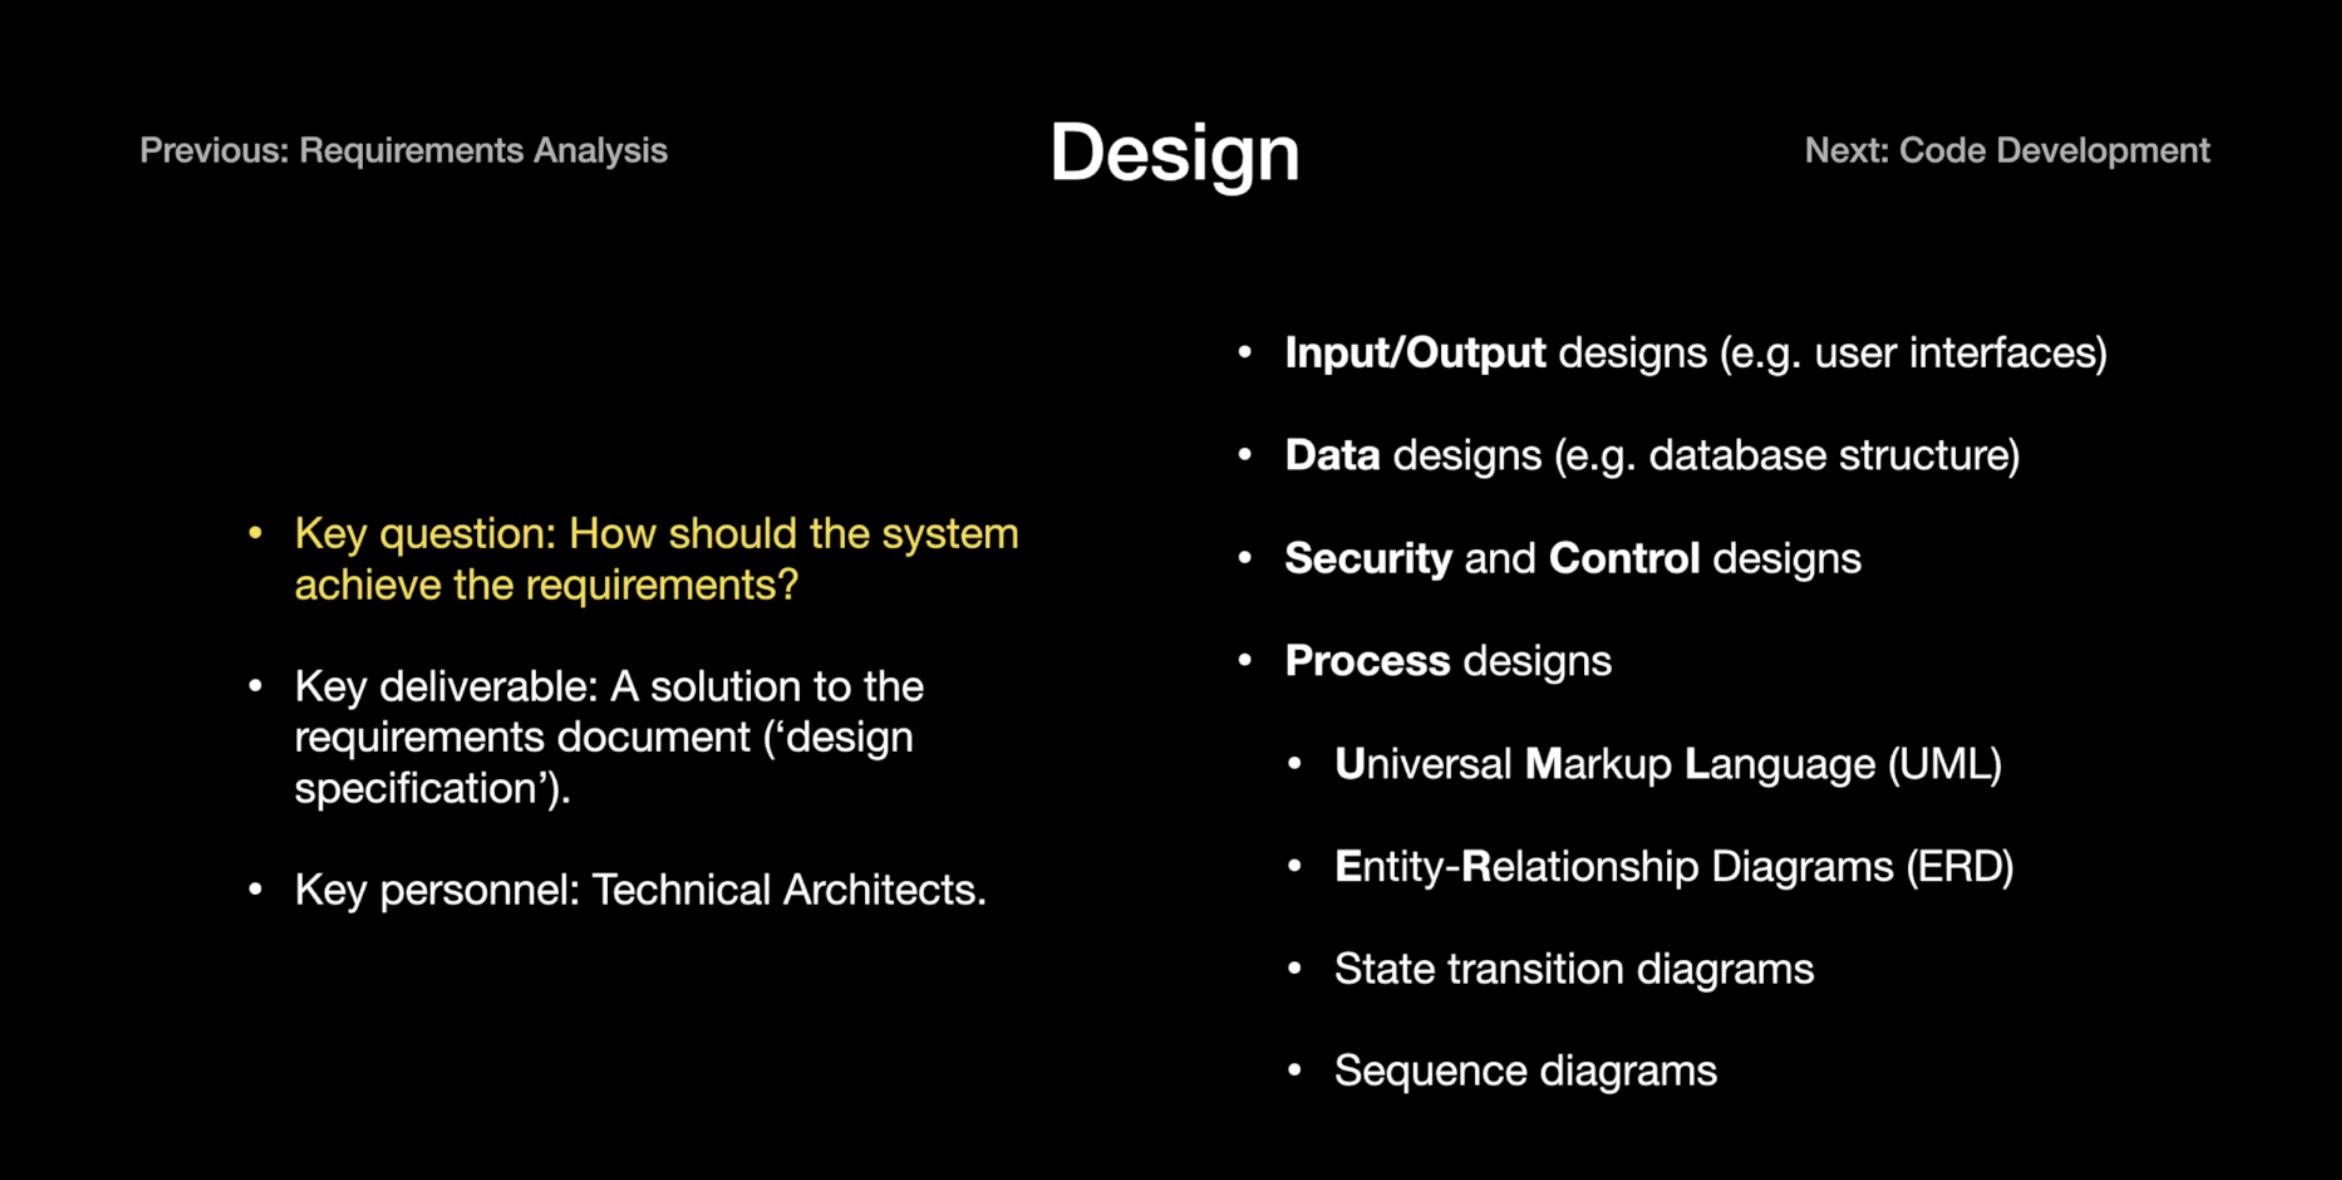 Previous: Requirements Analysis
Design
Next: Code Development
• Key question: How should the system
achieve the requirements?
• Key deliverable: A solution to the
requirements document (‘design
specification’).
• Key personnel: Technical Architects.
• Input/Output designs (e.g. user interfaces)
• Data designs (e.g. database structure)
• Security and Control designs
• Process designs
• Universal Markup Language (UML)
• Entity-Relationship Diagrams (ERD)
• State transition diagrams
• Sequence diagrams